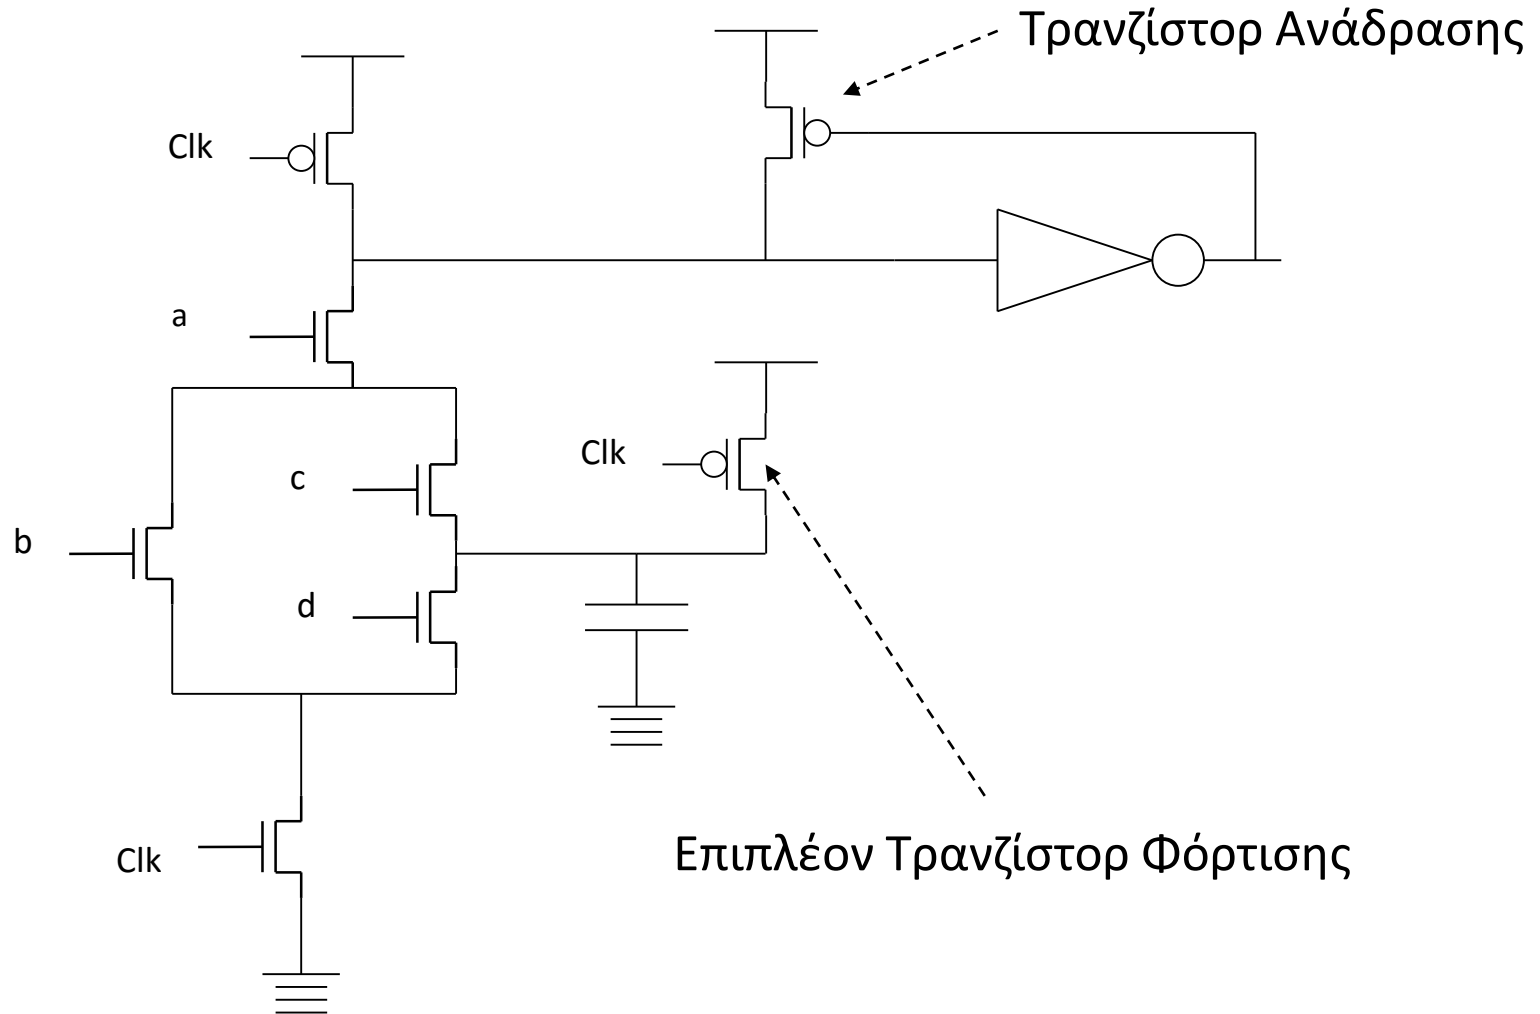 Τρανζίστορ Ανάδρασης
Clk
a
Clk
c
b
d
Επιπλέον Τρανζίστορ Φόρτισης
Clk